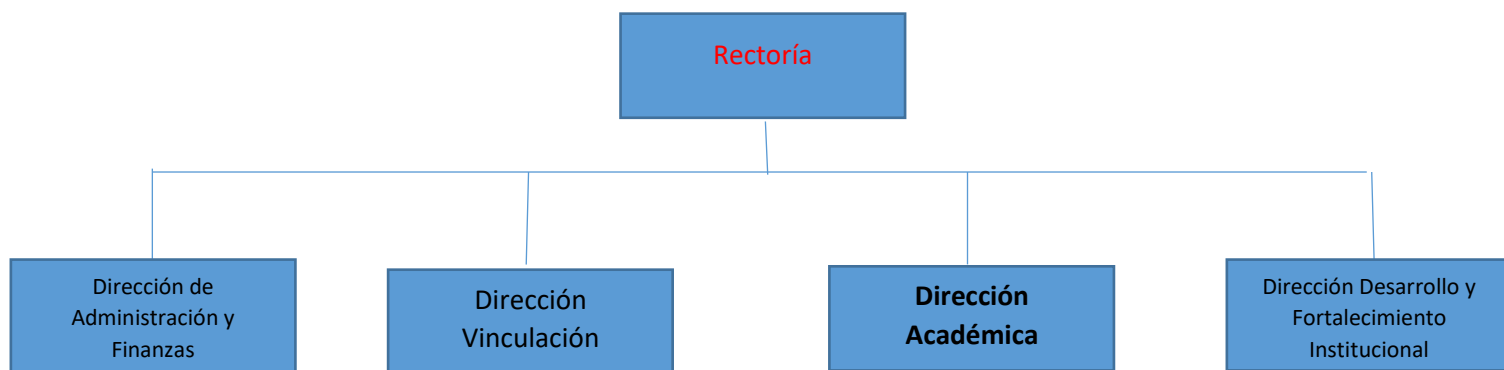 Rectoría
Dirección de
Administración y
Finanzas
Dirección
Vinculación
Dirección
Académica
Dirección Desarrollo y
Fortalecimiento
Institucional